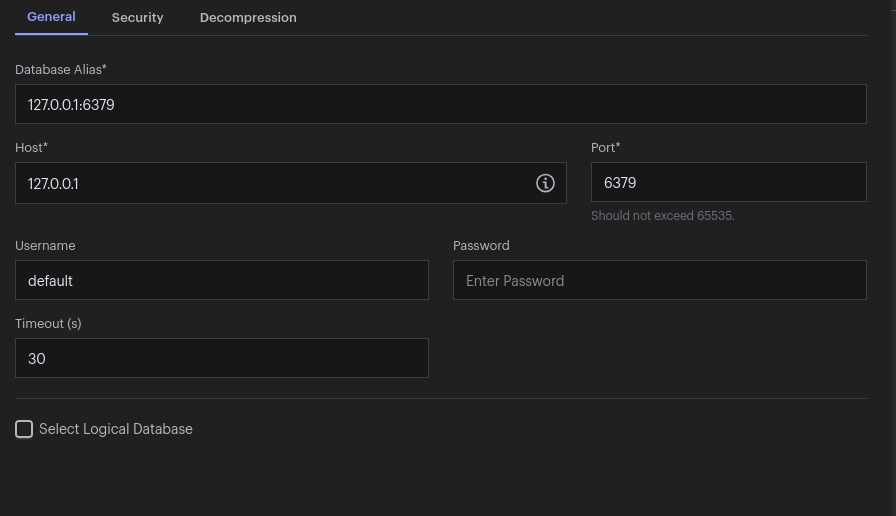 General Security Decompression
Database Alias*
127.0.0.1:6379
Host* Port*
127.0.0.1 6379
Should not exceed 65535.
Username Password
default Enter Password
Timeout (s)
30
Select Logical Database